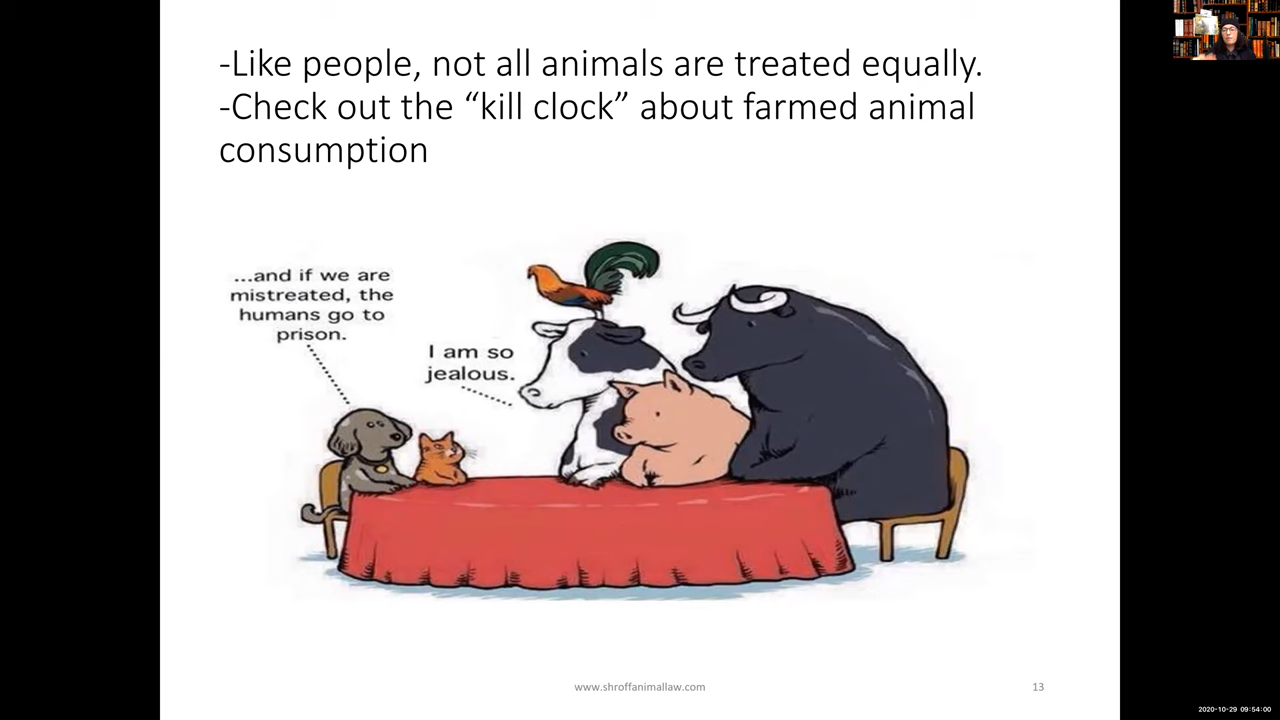 -Like people, not all animals are treated equally.
-Check out the “kill clock” about farmed animal
consumption
...and if we are
mistreated, the
humans go to
prison.
I am so
jealous.
www.shroffanimallaw.com
13
2020-10-29 09:54:00